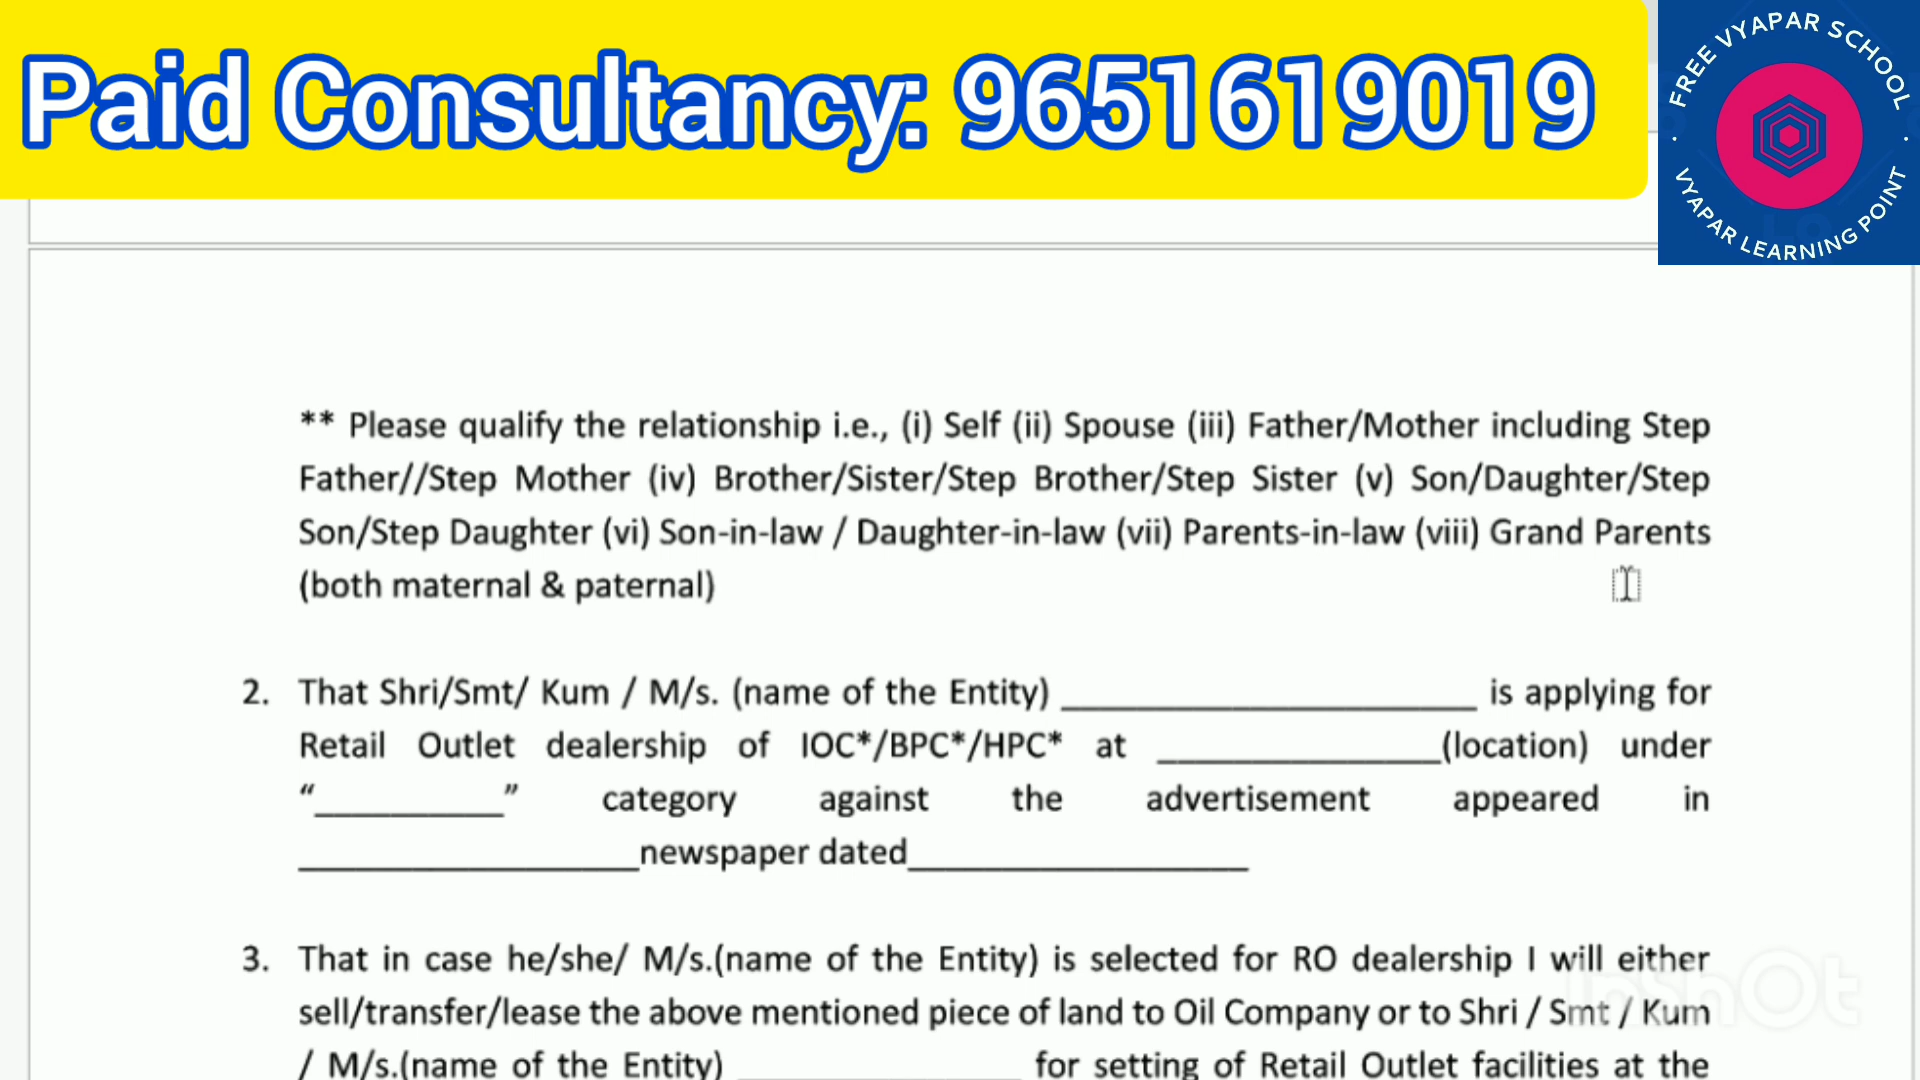 Paid Consultancy: 9651619019
FREE VYAPAR SCHOOL
VYAPAR LEARNING POINT
** Please qualify the relationship i.e., (i) Self (ii) Spouse (iii) Father/Mother including Step
Father//Step Mother (iv) Brother/Sister/Step Brother/Step Sister (v) Son/Daughter/Step
Son/Step Daughter (vi) Son-in-law / Daughter-in-law (vii) Parents-in-law (viii) Grand Parents
(both maternal & paternal)
2. That Shri/Smt/ Kum / M/s. (name of the Entity) ______________________ is applying for
Retail Outlet dealership of IOC*/BPC*/HPC* at _______________(location) under
“__________” category against the advertisement appeared in
__________________newspaper dated__________________
3. That in case he/she/ M/s.(name of the Entity) is selected for RO dealership I will either
sell/transfer/lease the above mentioned piece of land to Oil Company or to Shri / Smt / Kum
/ M/s.(name of the Entity) _______________ for setting of Retail Outlet facilities at the
InShOt